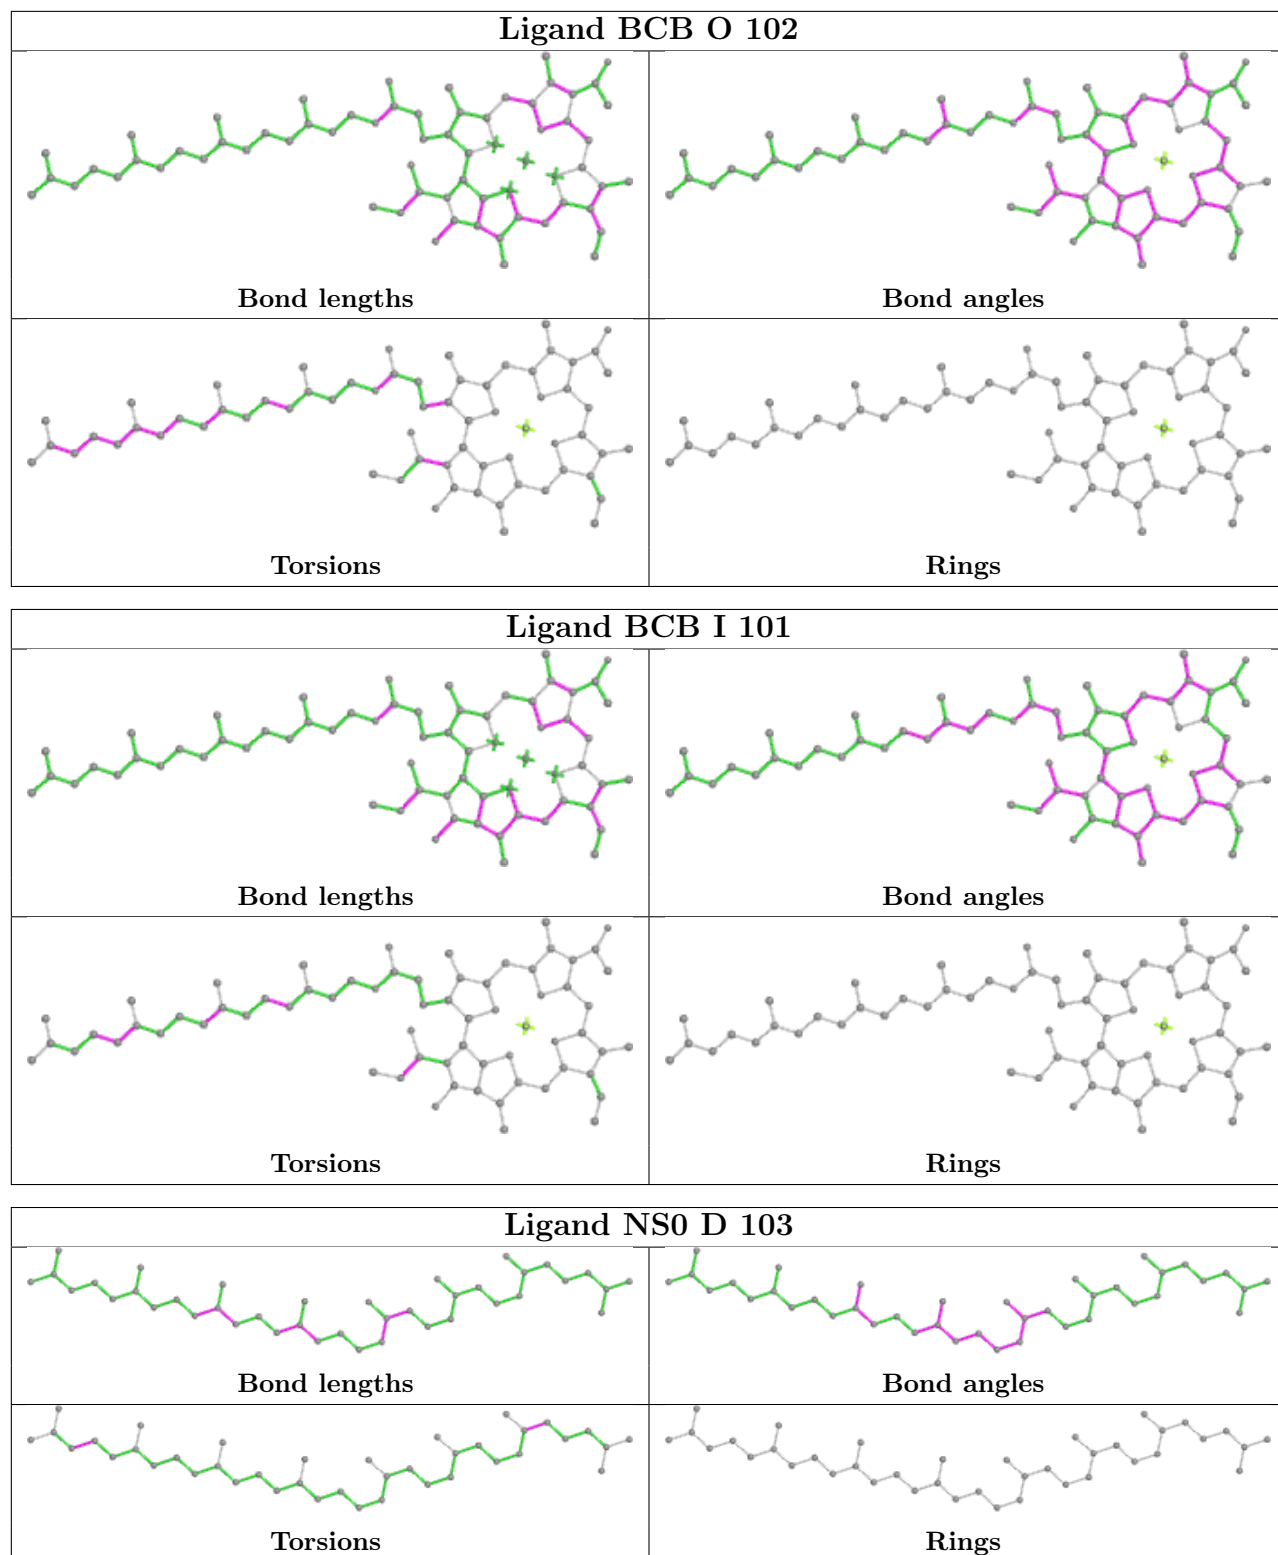 Ligand BCB O 102
Bond lengths
Bond angles
Torsions
Rings
Ligand BCB I 101
Bond lengths
Bond angles
Torsions
Rings
Ligand NS0 D 103
Bond lengths
Bond angles
Torsions
Rings